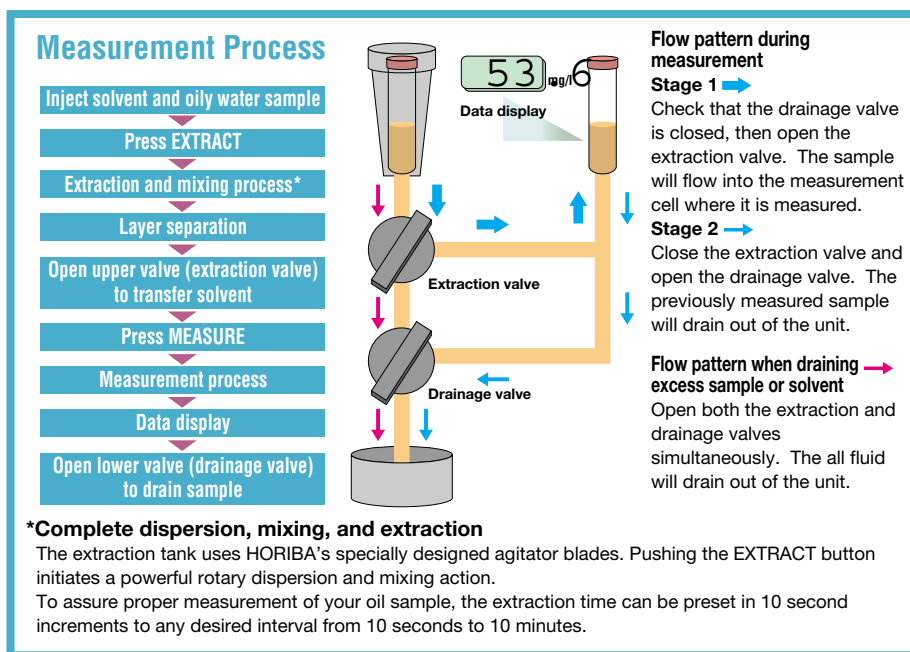 Measurement Process
Inject solvent and oily water sample
Press EXTRACT
Extraction and mixing process*
Layer separation
Open upper valve (extraction valve)
to transfer solvent
Press MEASURE
Measurement process
Data display
Open lower valve (drainage valve)
to drain sample
53.6
mg/l
Data display
Extraction valve
Drainage valve
Flow pattern during
measurement
Stage 1
Check that the drainage valve
is closed, then open the
extraction valve. The sample
will flow into the measurement
cell where it is measured.
Stage 2
Close the extraction valve and
open the drainage valve. The
previously measured sample
will drain out of the unit.
Flow pattern when draining
excess sample or solvent
Open both the extraction and
drainage valves
simultaneously. The all fluid
will drain out of the unit.
*Complete dispersion, mixing, and extraction
The extraction tank uses HORIBA's specially designed agitator blades. Pushing the EXTRACT button
initiates a powerful rotary dispersion and mixing action.
To assure proper measurement of your oil sample, the extraction time can be preset in 10 second
increments to any desired interval from 10 seconds to 10 minutes.